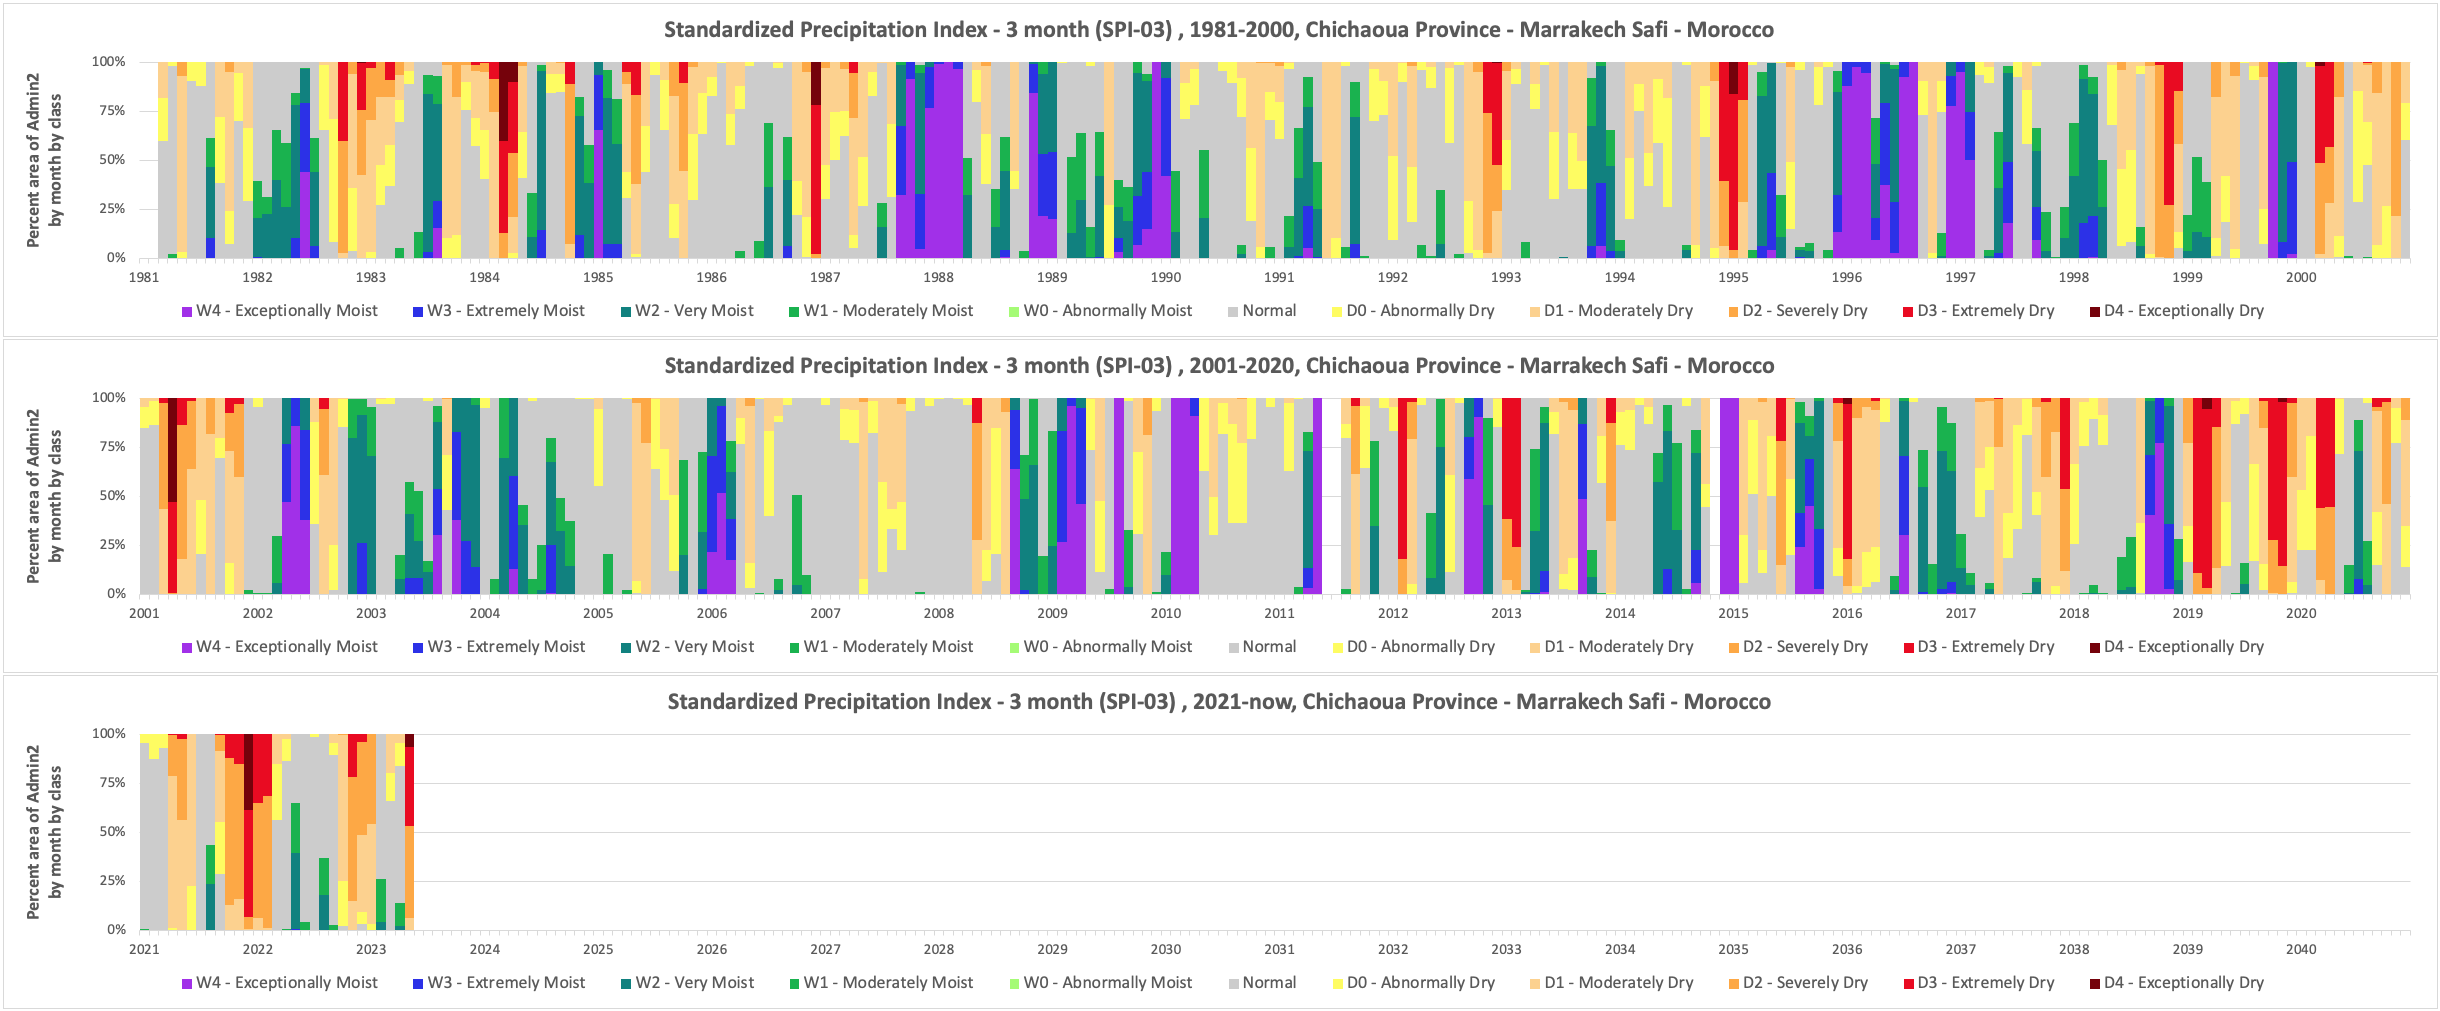 Standardized Precipitation Index - 3 month (SPI-03) , 1981-2000, Chichaoua Province - Marrakech Safi - Morocco
Percent area of Admin2
by month by class
100%
75%
50%
25%
0%
1981 1982 1983 1984 1985 1986 1987 1988 1989 1990 1991 1992 1993 1994 1995 1996 1997 1998 1999 2000
W4 - Exceptionally Moist W3 - Extremely Moist W2 - Very Moist W1 - Moderately Moist W0 - Abnormally Moist Normal D0 - Abnormally Dry D1 - Moderately Dry D2 - Severely Dry D3 - Extremely Dry D4 - Exceptionally Dry
Standardized Precipitation Index - 3 month (SPI-03) , 2001-2020, Chichaoua Province - Marrakech Safi - Morocco
Percent area of Admin2
by month by class
100%
75%
50%
25%
0%
2001 2002 2003 2004 2005 2006 2007 2008 2009 2010 2011 2012 2013 2014 2015 2016 2017 2018 2019 2020
W4 - Exceptionally Moist W3 - Extremely Moist W2 - Very Moist W1 - Moderately Moist W0 - Abnormally Moist Normal D0 - Abnormally Dry D1 - Moderately Dry D2 - Severely Dry D3 - Extremely Dry D4 - Exceptionally Dry
Standardized Precipitation Index - 3 month (SPI-03) , 2021-now, Chichaoua Province - Marrakech Safi - Morocco
Percent area of Admin2
by month by class
100%
75%
50%
25%
0%
2021 2022 2023 2024 2025 2026 2027 2028 2029 2030 2031 2032 2033 2034 2035 2036 2037 2038 2039 2040
W4 - Exceptionally Moist W3 - Extremely Moist W2 - Very Moist W1 - Moderately Moist W0 - Abnormally Moist Normal D0 - Abnormally Dry D1 - Moderately Dry D2 - Severely Dry D3 - Extremely Dry D4 - Exceptionally Dry